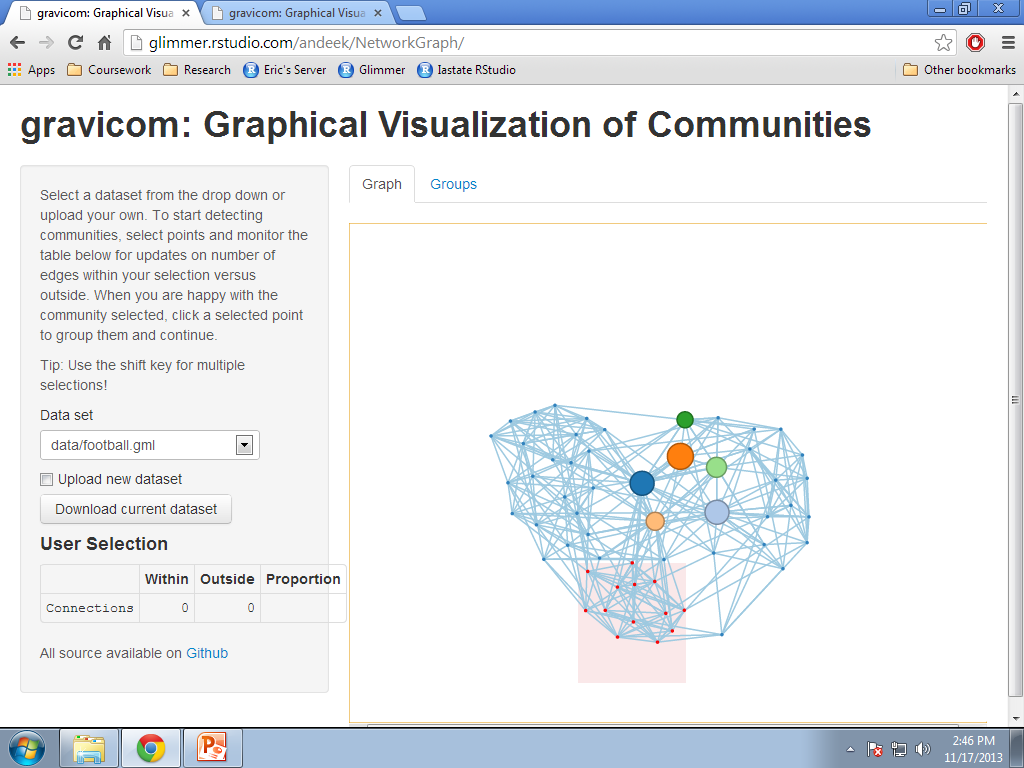 gravicom: Graphical Visua
gravicom: Graphical Visua
glimmer.rstudio.com/andeek/NetworkGraph/
Apps Coursework Research R Eric's Server R Glimmer R Iastate RStudio Other bookmarks
gravicom: Graphical Visualization of Communities
Select a dataset from the drop down or
upload your own. To start detecting
communities, select points and monitor the
table below for updates on number of
edges within your selection versus
outside. When you are happy with the
community selected, click a selected point
to group them and continue.
Tip: Use the shift key for multiple
selections!
Data set
data/football.gml
Upload new dataset
Download current dataset
User Selection
Within Outside Proportion
Connections 0 0
All source available on Github
Graph Groups
P
2:46 PM
11/17/2013